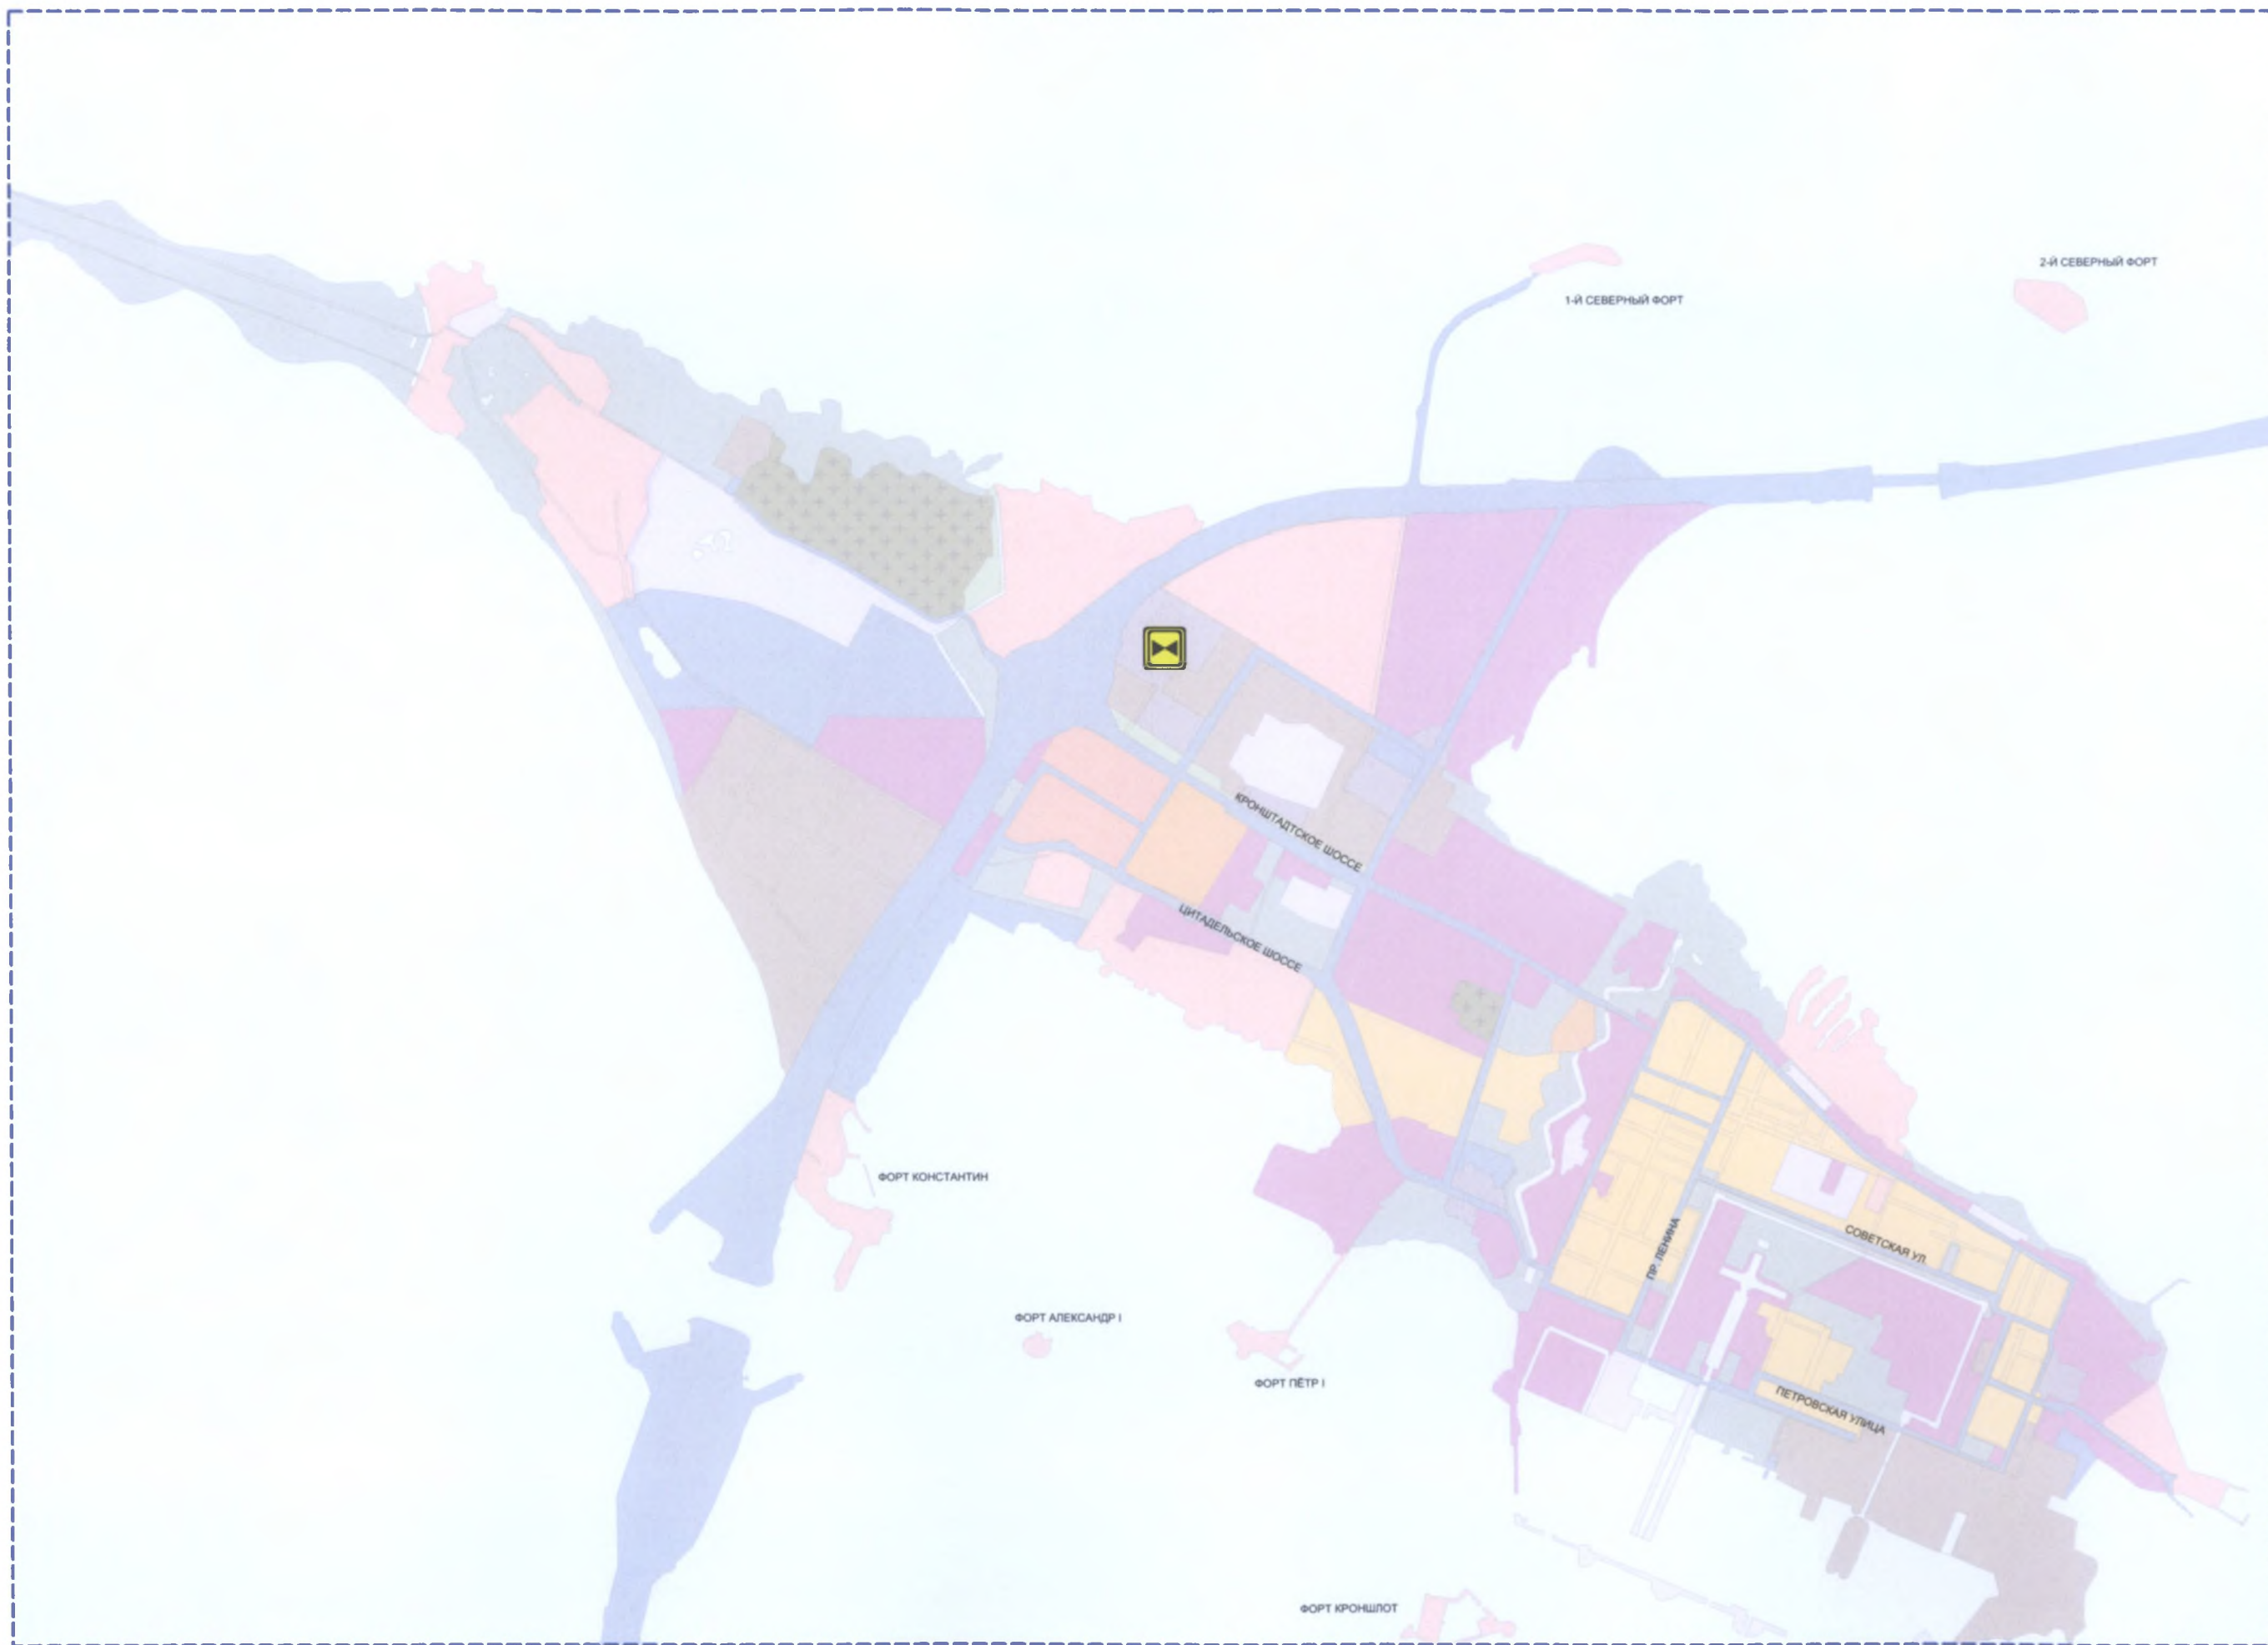 2-Й СЕВЕРНЫЙ ФОРТ
1-Й СЕВЕРНЫЙ ФОРТ
КРОНШТАДТСКОЕ ШОССЕ
ЦИТАДЕЛЬСКОЕ ШОССЕ
ФОРТ КОНСТАНТИН
ПР. ЛЕНИНА
СОВЕТСКАЯ УЛ.
ФОРТ АЛЕКСАНДР I
ФОРТ ПЁТР I
ПЕТРОВСКАЯ УЛИЦА
ФОРТ КРОНШЛОТ